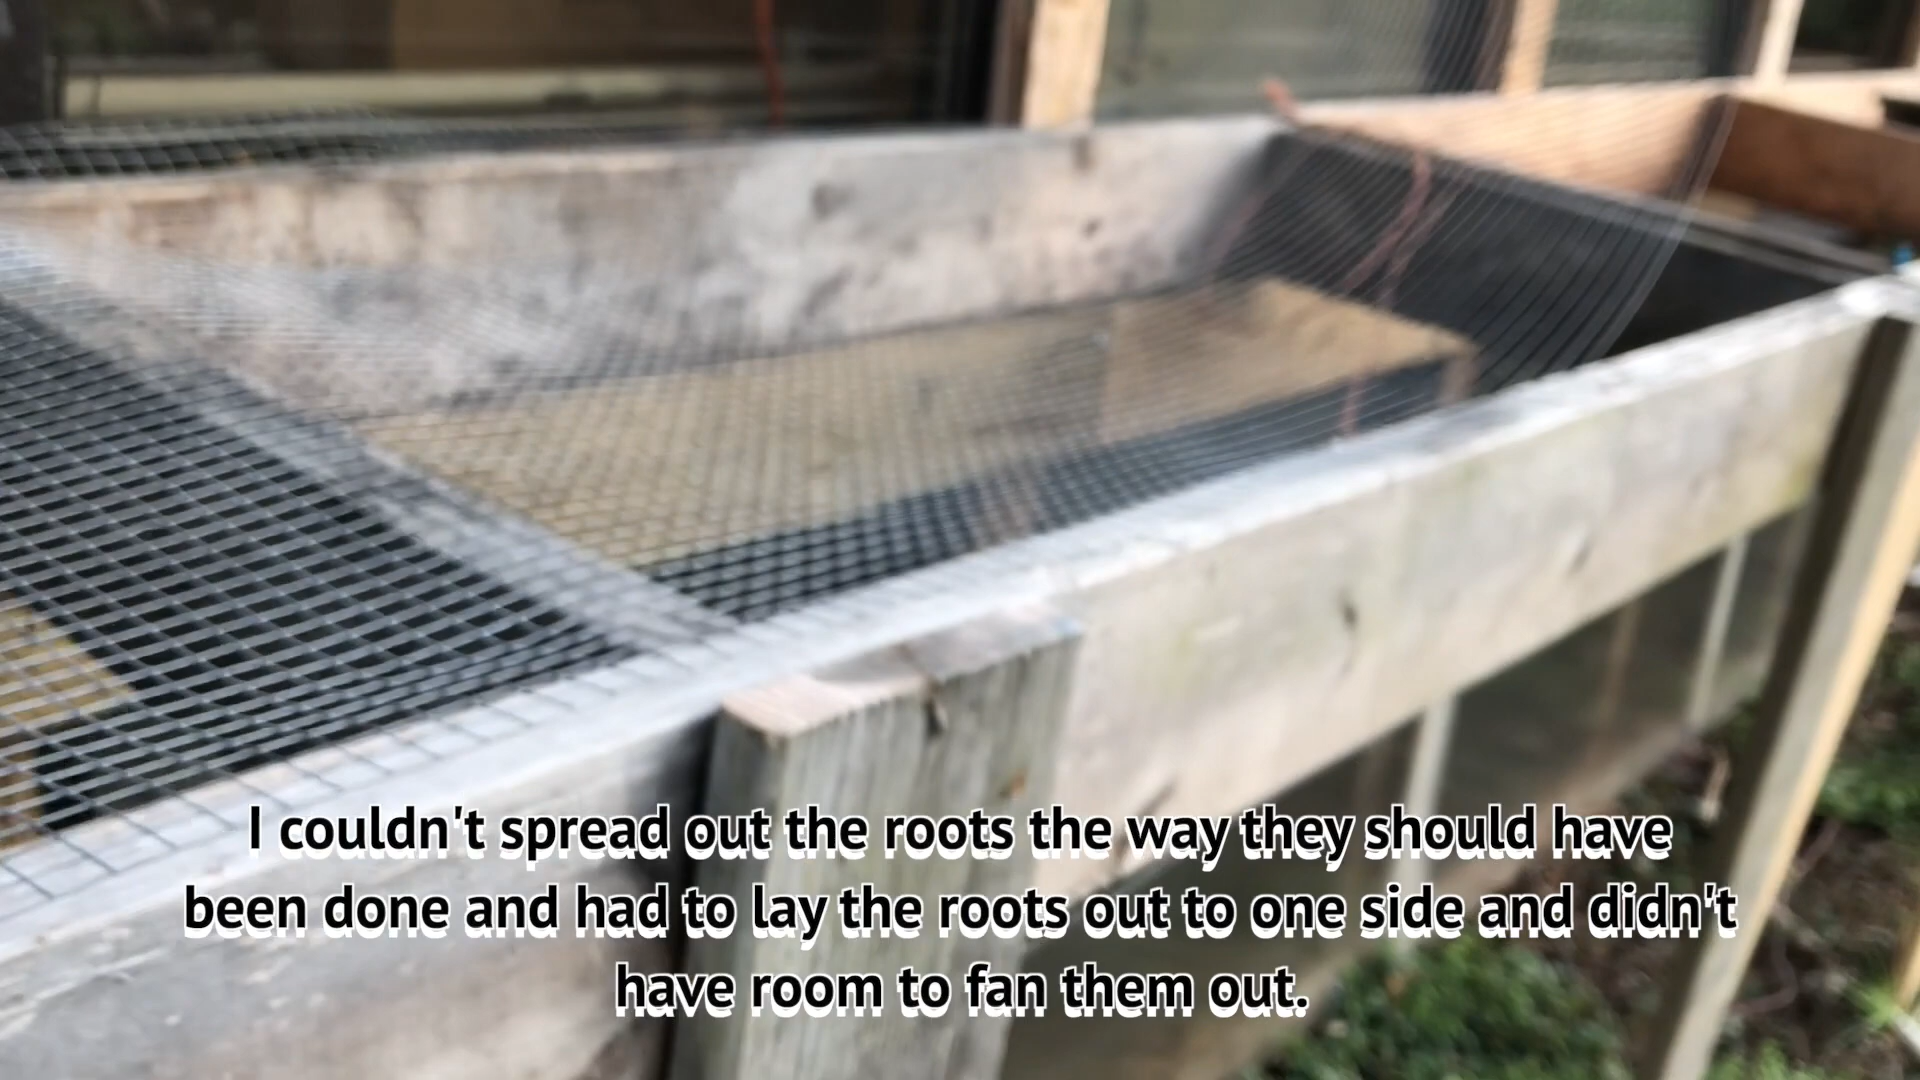 I couldn't spread out the roots the way they should have
been done and had to lay the roots out to one side and didn't
have room to fan them out.